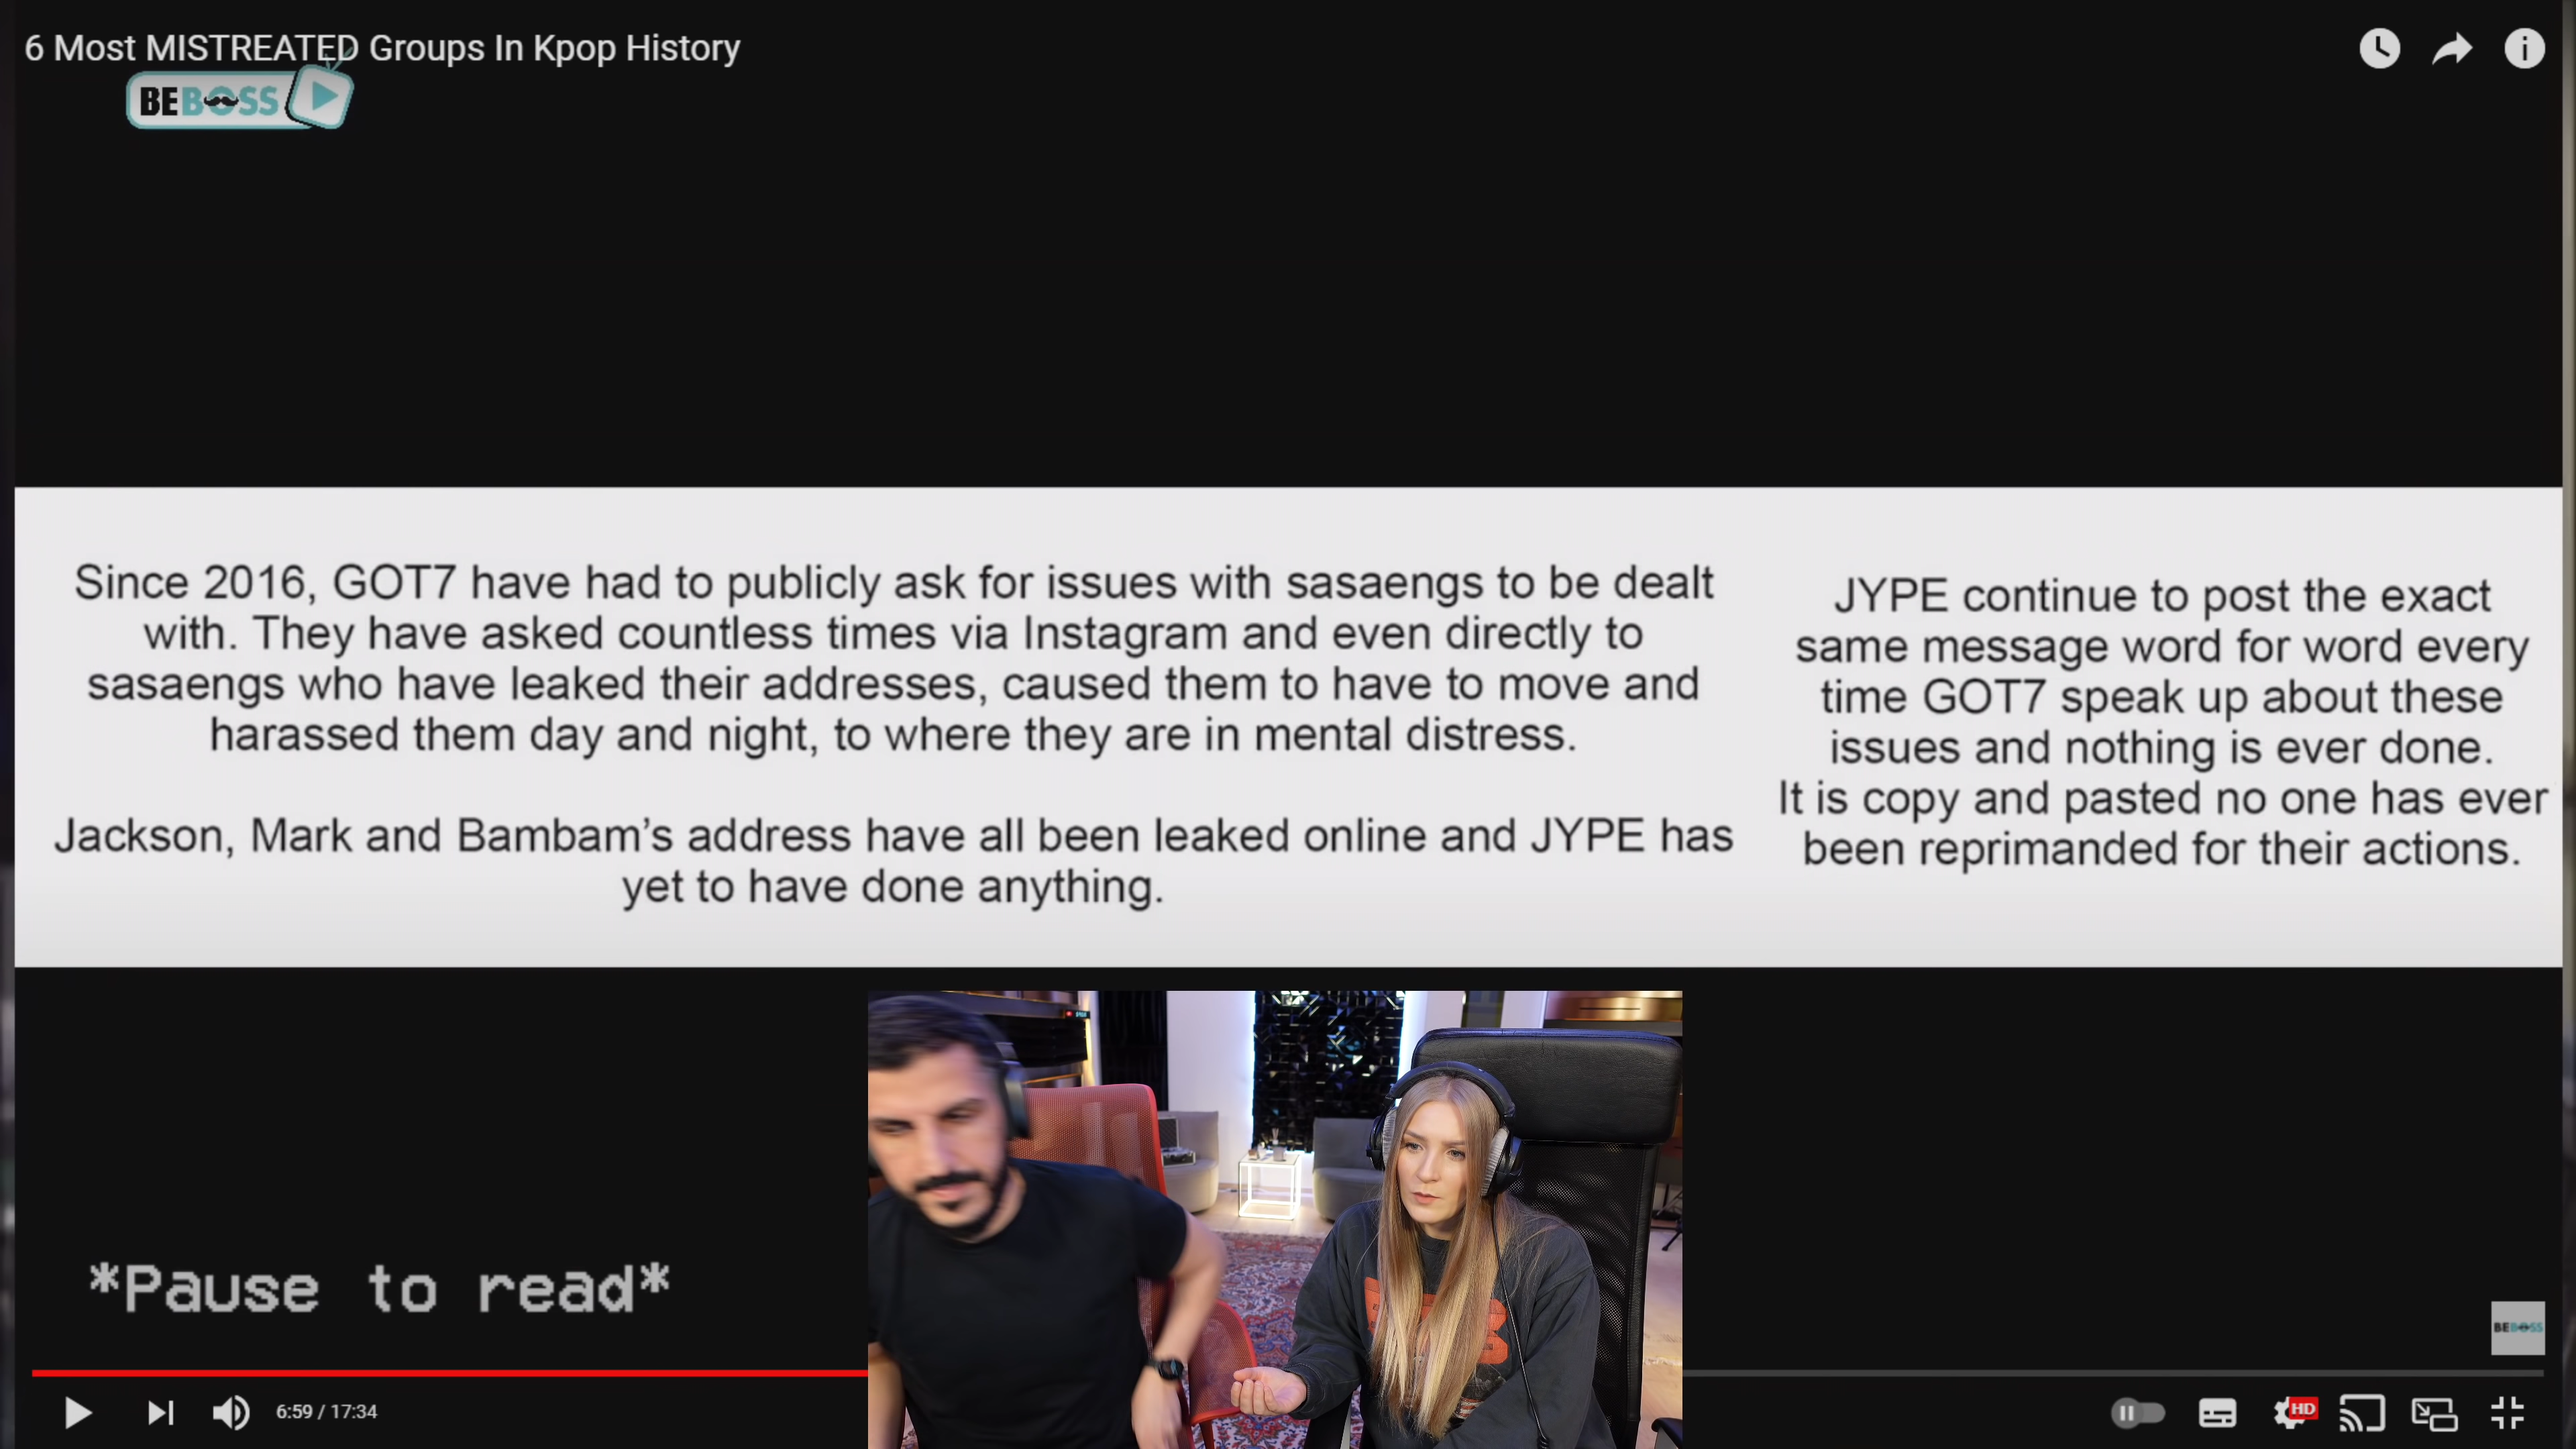 6 Most MISTREATED Groups In Kpop History
BEBOSS
Since 2016, GOT7 have had to publicly ask for issues with sasaengs to be dealt
with. They have asked countless times via Instagram and even directly to
sasaengs who have leaked their addresses, caused them to have to move and
harassed them day and night, to where they are in mental distress.
Jackson, Mark and Bambam’s address have all been leaked online and JYPE has
yet to have done anything.
JYPE continue to post the exact
same message word for word every
time GOT7 speak up about these
issues and nothing is ever done.
It is copy and pasted no one has ever
been reprimanded for their actions.
*Pause to read*
BEBOSS
6:59 / 17:34
HD